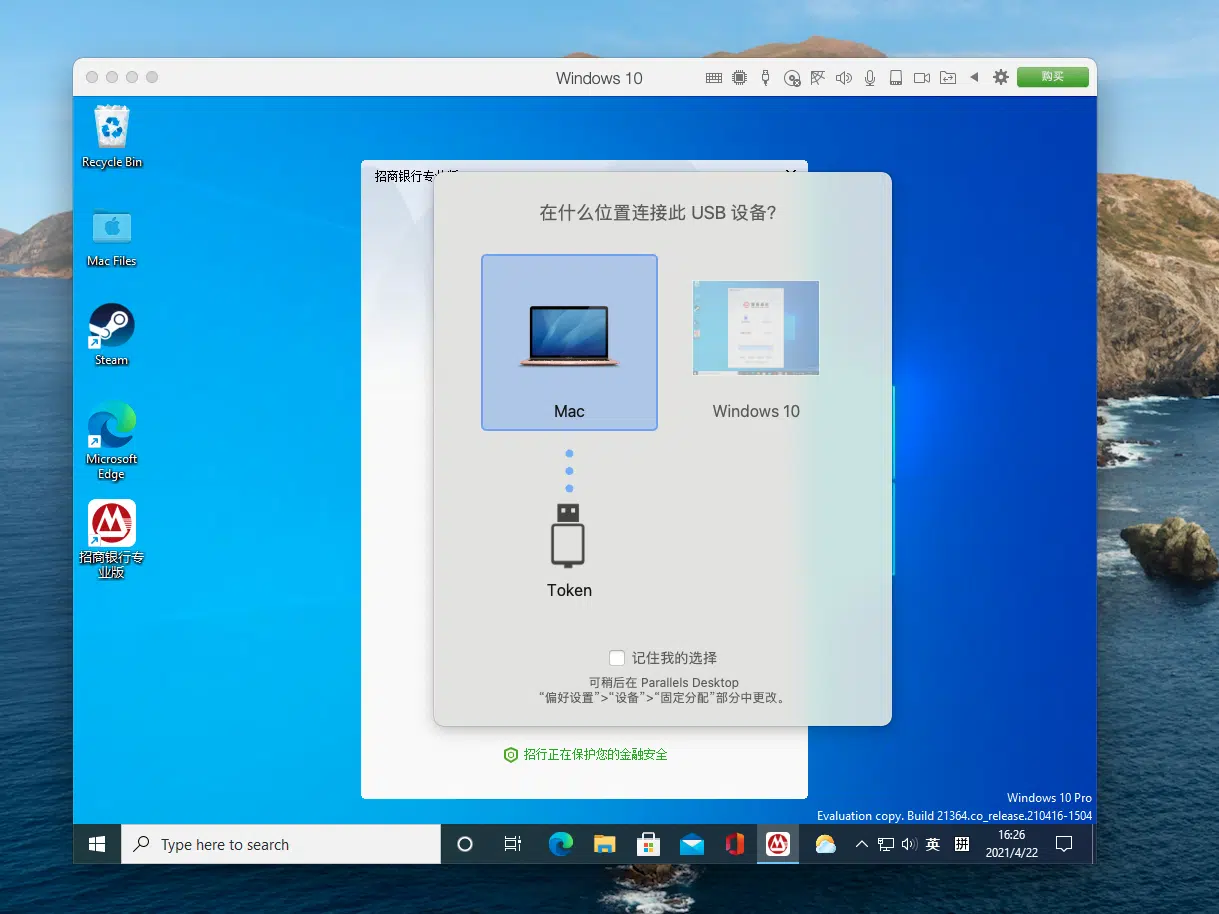 Windows 10
购买
Recycle Bin
Mac Files
Steam
Microsoft
Edge
招商银行专
业版
招商银行专业版
在什么位置连接此 USB 设备?
Mac
Windows 10
Token
记住我的选择
可稍后在 Parallels Desktop
“偏好设置”>“设备”>“固定分配”部分中更改。
招行正在保护您的金融安全
Windows 10 Pro
Evaluation copy. Build 21364.co_release.210416-1504
Type here to search
英
拼
16:26
2021/4/22